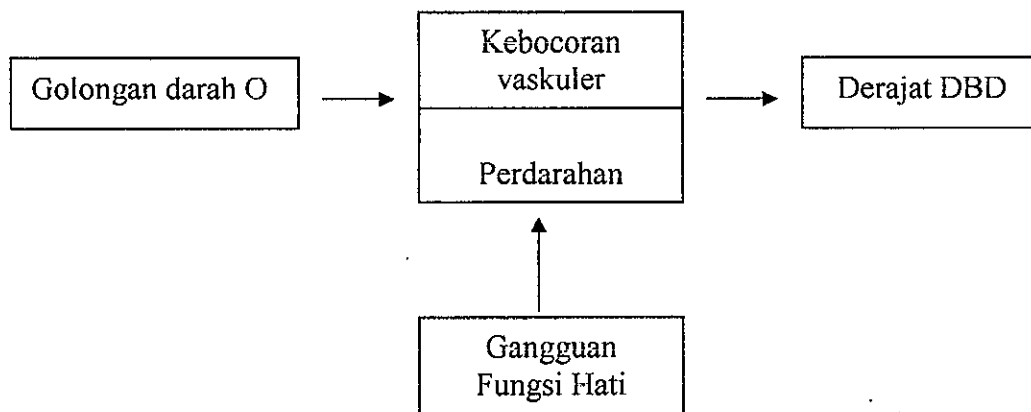 Golongan darah O
Kebocoran
vaskuler
Perdarahan
Derajat DBD
Gangguan
Fungsi Hati